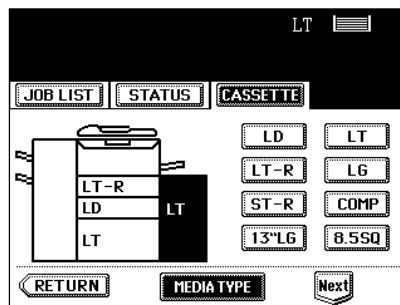 LT
JOB LIST STATUS CASSETTE
LD LT
LT-R LG
LT-R
LD LT ST-R COMP
LT 13"LG 8.5SQ
RETURN MEDIA TYPE Next